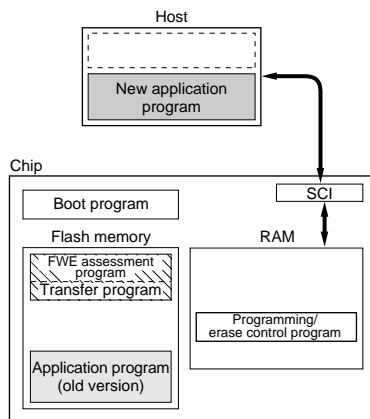 Host
New application
program
Chip
SCI
Boot program
Flash memory
RAM
FWE assessment
program
Transfer program
Programming/
erase control program
Application program
(old version)